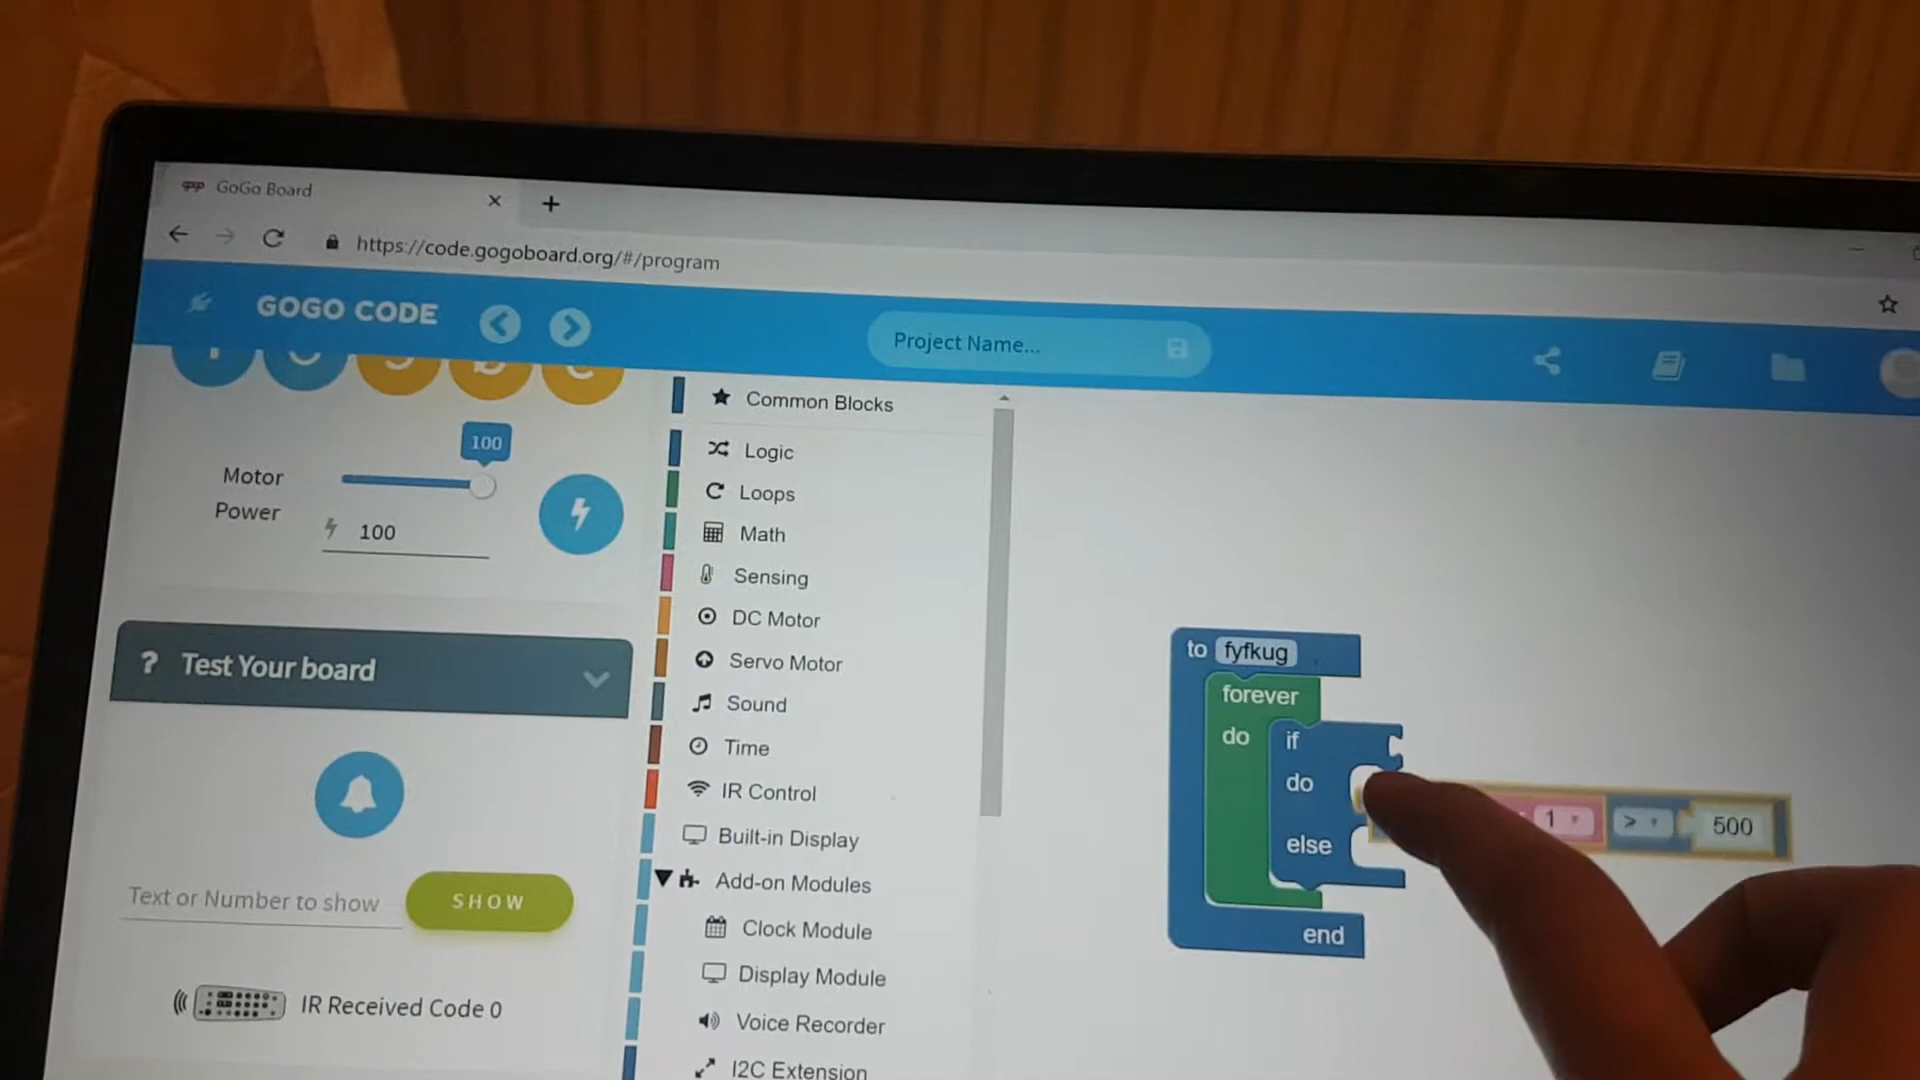 GoGo Board
https://code.gogoboard.org/#/program
GOGO CODE
Project Name...
100
Motor
Power
100
Test Your board
Text or Number to show
SHOW
IR Received Code 0
Common Blocks
Logic
Loops
Math
Sensing
DC Motor
Servo Motor
Sound
Time
IR Control
Built-in Display
Add-on Modules
Clock Module
Display Module
Voice Recorder
I2C Extension
to fyfkug
forever
do
if
do
else
1 > 500
end